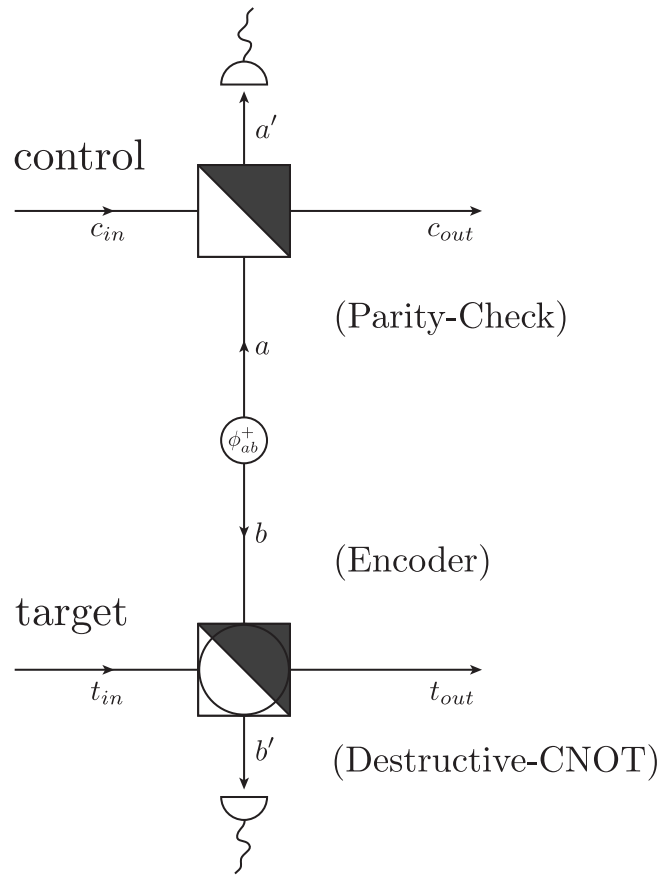 a′
control
c_in
c_out
(Parity-Check)
a
ϕ⁺_ab
b
(Encoder)
target
t_in
t_out
b′
(Destructive-CNOT)